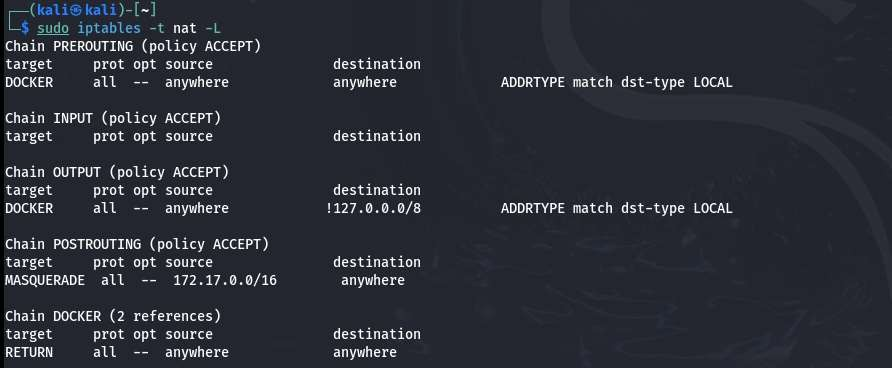 ┌──(kali㉿kali)-[~]
└─$ sudo iptables -t nat -L
Chain PREROUTING (policy ACCEPT)
target     prot opt source               destination
DOCKER     all  --  anywhere             anywhere             ADDRTYPE match dst-type LOCAL

Chain INPUT (policy ACCEPT)
target     prot opt source               destination

Chain OUTPUT (policy ACCEPT)
target     prot opt source               destination
DOCKER     all  --  anywhere            !127.0.0.0/8          ADDRTYPE match dst-type LOCAL

Chain POSTROUTING (policy ACCEPT)
target     prot opt source               destination
MASQUERADE  all  --  172.17.0.0/16        anywhere

Chain DOCKER (2 references)
target     prot opt source               destination
RETURN     all  --  anywhere             anywhere